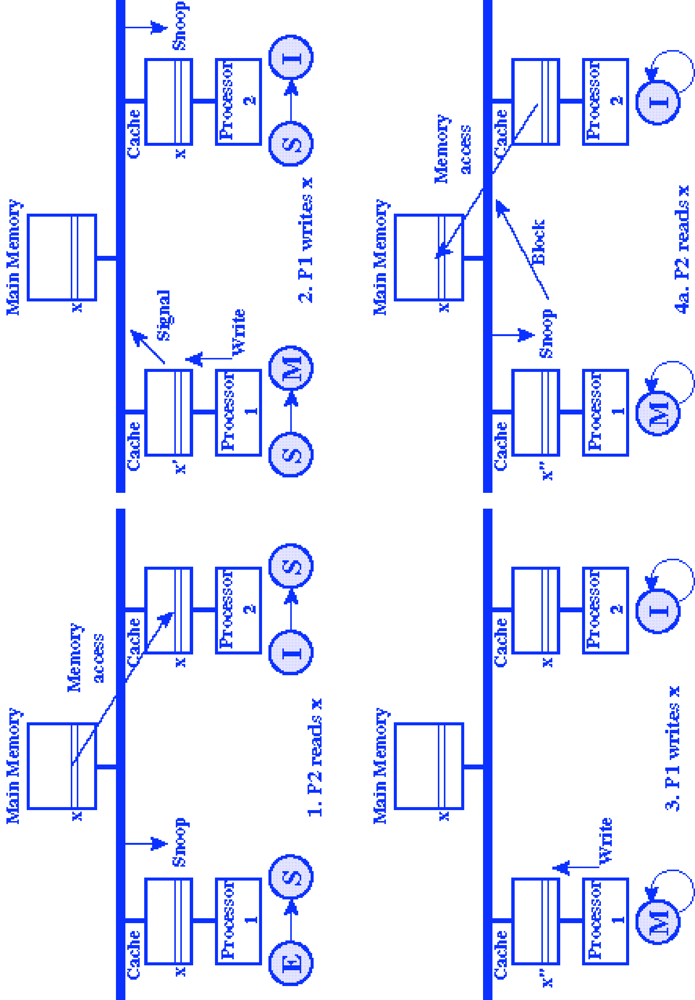 Main Memory
x
Memory
access
Cache
Cache
x
Snoop
x
Processor
1
Processor
2
E
S
I
S
1. P2 reads x
Main Memory
x
Cache
Signal
Cache
x'
Snoop
x
Write
Processor
1
Processor
2
S
M
S
I
2. P1 writes x
Main Memory
x
Cache
Cache
x''
x
Write
Processor
1
Processor
2
M
I
3. P1 writes x
Main Memory
x
Memory
access
Cache
Cache
x''
Snoop
Block
Processor
1
Processor
2
M
I
4a. P2 reads x